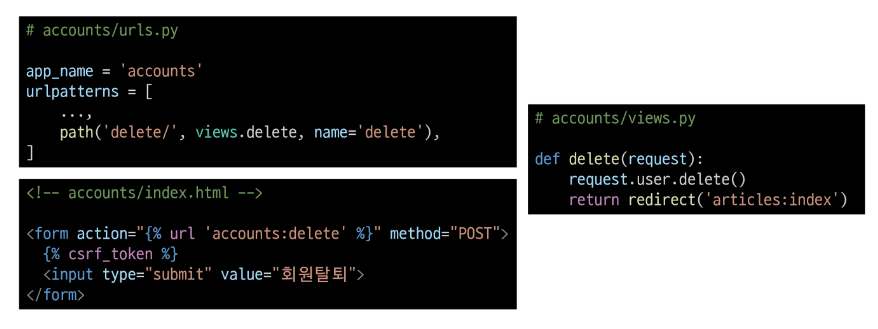 # accounts/urls.py
app_name = 'accounts'
urlpatterns = [
    ...,
    path('delete/', views.delete, name='delete'),
]
<!-- accounts/index.html -->
<form action="{% url 'accounts:delete' %}" method="POST">
  {% csrf_token %}
  <input type="submit" value="회원탈퇴">
</form>
# accounts/views.py
def delete(request):
    request.user.delete()
    return redirect('articles:index')